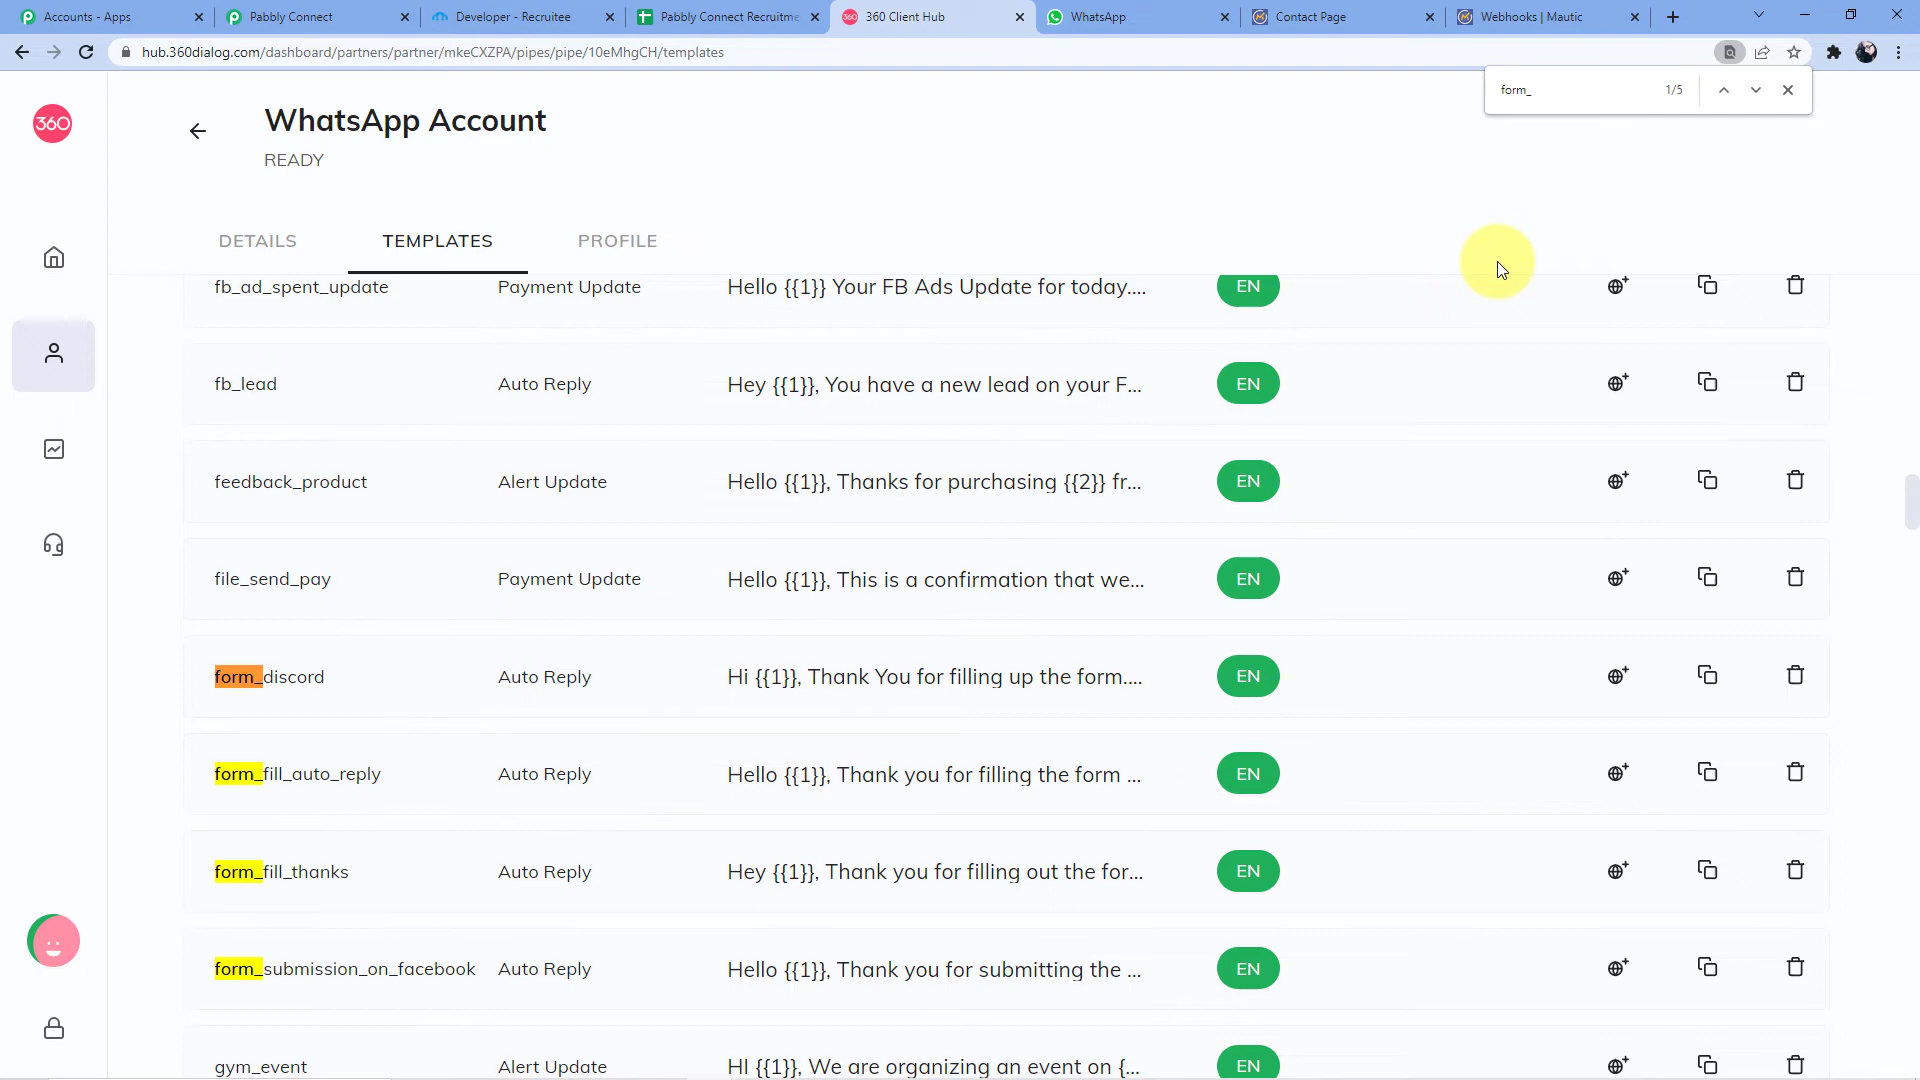 Accounts - Apps
Pabbly Connect
Developer - Recruitee
Pabbly Connect Recruitme
360 Client Hub
WhatsApp
Contact Page
Webhooks | Mautic
hub.360dialog.com/dashboard/partners/partner/mkeCXZPA/pipes/pipe/10eMhgCH/templates
form_ 1/5
360
WhatsApp Account
READY
DETAILS TEMPLATES PROFILE
fb_ad_spent_update Payment Update Hello {{1}} Your FB Ads Update for today.... EN
fb_lead Auto Reply Hey {{1}}, You have a new lead on your F... EN
feedback_product Alert Update Hello {{1}}, Thanks for purchasing {{2}} fr... EN
file_send_pay Payment Update Hello {{1}}, This is a confirmation that we... EN
form_discord Auto Reply Hi {{1}}, Thank You for filling up the form.... EN
form_fill_auto_reply Auto Reply Hello {{1}}, Thank you for filling the form ... EN
form_fill_thanks Auto Reply Hey {{1}}, Thank you for filling out the for... EN
form_submission_on_facebook Auto Reply Hello {{1}}, Thank you for submitting the ... EN
gym_event Alert Update HI {{1}}, We are organizing an event on {... EN